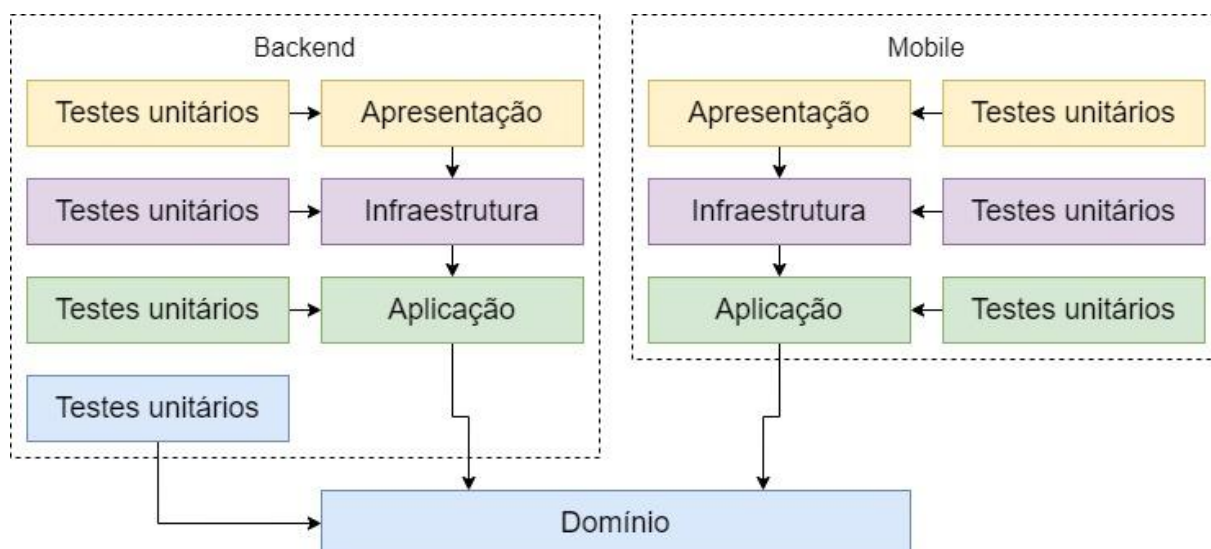 Backend
Testes unitários
Apresentação
Testes unitários
Infraestrutura
Testes unitários
Aplicação
Testes unitários
Mobile
Apresentação
Testes unitários
Infraestrutura
Testes unitários
Aplicação
Testes unitários
Domínio